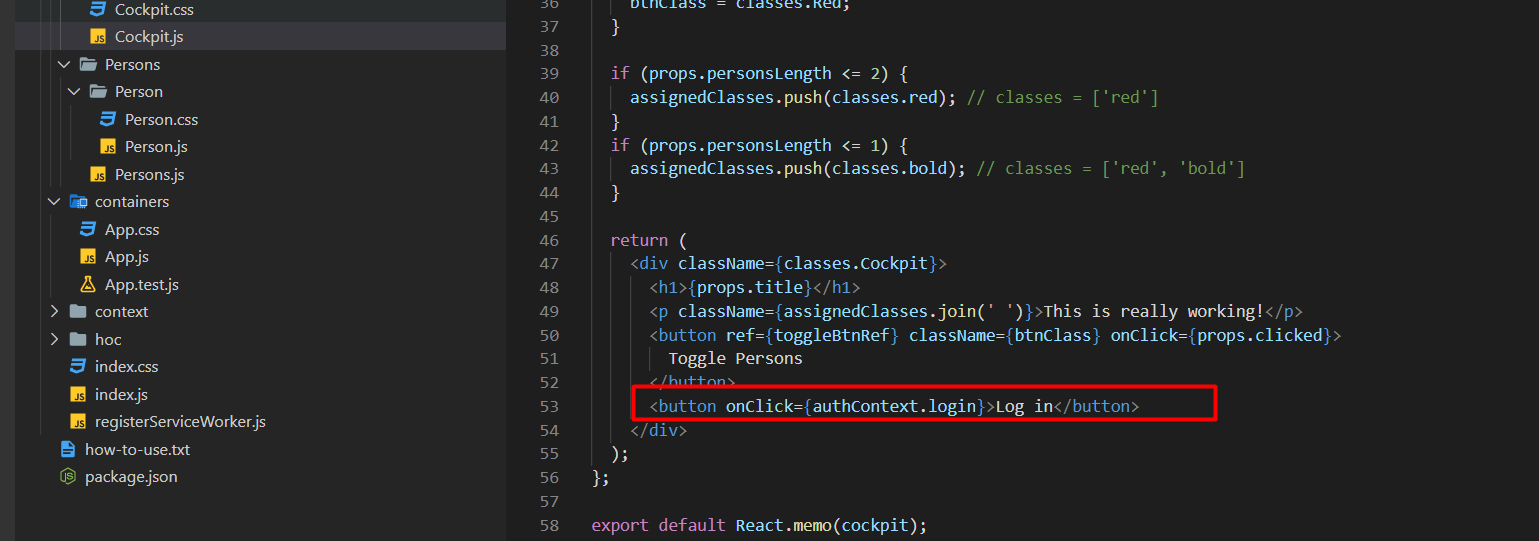 Cockpit.css
Cockpit.js
Persons
Person
Person.css
Person.js
Persons.js
containers
App.css
App.js
App.test.js
context
hoc
index.css
index.js
registerServiceWorker.js
how-to-use.txt
package.json
36 btnClass = classes.Red;
37 }
38
39 if (props.personsLength <= 2) {
40 assignedClasses.push(classes.red); // classes = ['red']
41 }
42 if (props.personsLength <= 1) {
43 assignedClasses.push(classes.bold); // classes = ['red', 'bold']
44 }
45
46 return (
47 <div className={classes.Cockpit}>
48 <h1>{props.title}</h1>
49 <p className={assignedClasses.join(' ')}>This is really working!</p>
50 <button ref={toggleBtnRef} className={btnClass} onClick={props.clicked}>
51 Toggle Persons
52 </button>
53 <button onClick={authContext.login}>Log in</button>
54 </div>
55 );
56 };
57
58 export default React.memo(cockpit);